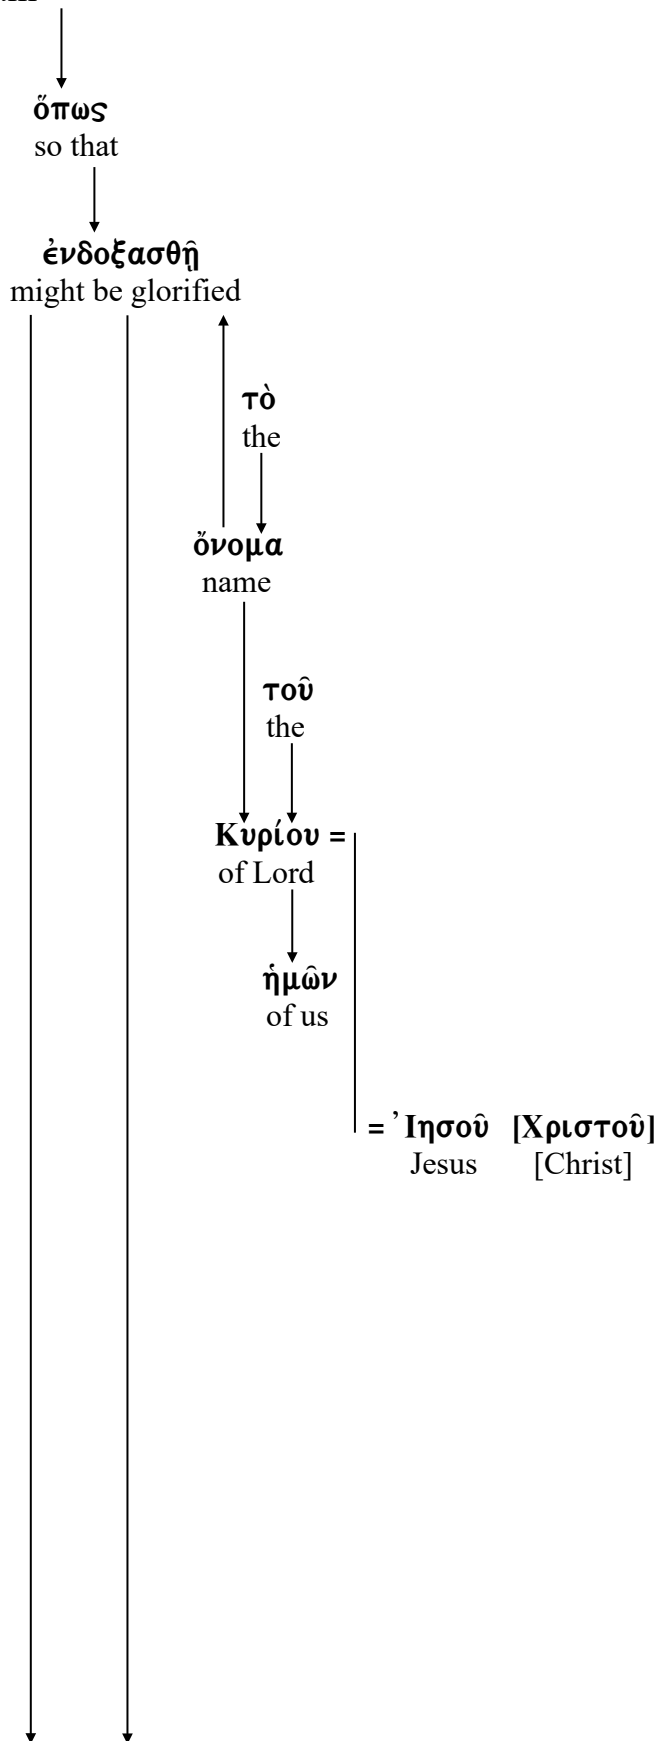 ὅπως
so that
ἐνδοξασθῇ
might be glorified
τὸ
the
ὄνομα
name
τοῦ
the
Κυρίου =
of Lord
ἡμῶν
of us
= Ἰησοῦ [Χριστοῦ]
Jesus [Christ]